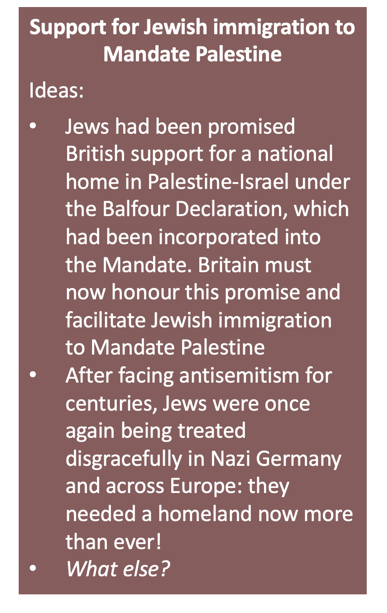 Support for Jewish immigration to
Mandate Palestine
Ideas:
• Jews had been promised
British support for a national
home in Palestine-Israel under
the Balfour Declaration, which
had been incorporated into
the Mandate. Britain must
now honour this promise and
facilitate Jewish immigration
to Mandate Palestine
• After facing antisemitism for
centuries, Jews were once
again being treated
disgracefully in Nazi Germany
and across Europe: they
needed a homeland now more
than ever!
• What else?